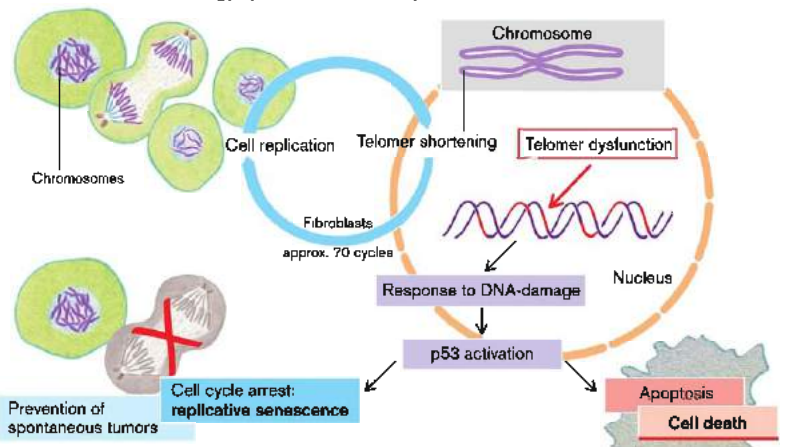 Chromosome
Cell replication
Telomer shortening
Telomer dysfunction
Chromosomes
Fibroblasts
approx. 70 cycles
Nucleus
Response to DNA-damage
p53 activation
Cell cycle arrest:
replicative senescence
Prevention of
spontaneous tumors
Apoptosis
Cell death